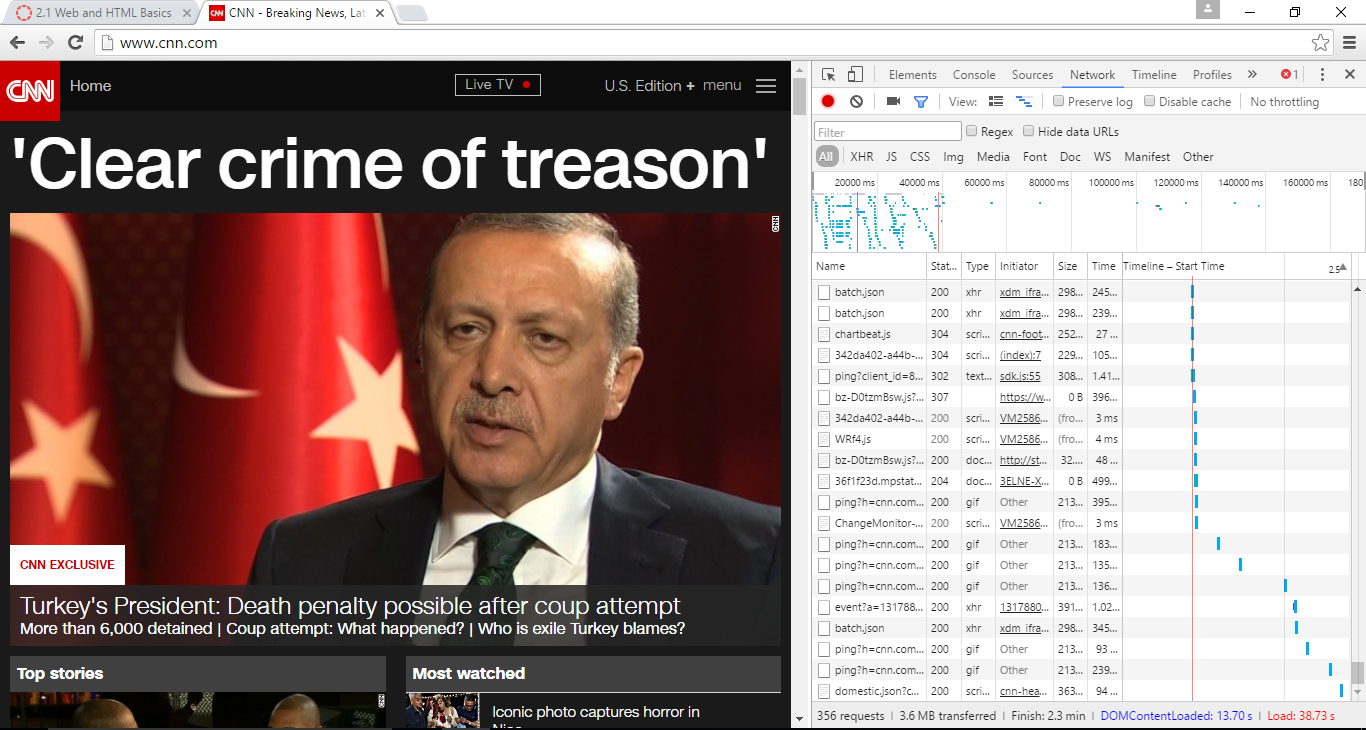 2.1 Web and HTML Basics
CNN - Breaking News, Lat
www.cnn.com
CNN Home Live TV U.S. Edition + menu
'Clear crime of treason'
CNN
CNN EXCLUSIVE
Turkey's President: Death penalty possible after coup attempt
More than 6,000 detained | Coup attempt: What happened? | Who is exile Turkey blames?
Top stories
Most watched
Iconic photo captures horror in
Elements Console Sources Network Timeline Profiles » 1
View: Preserve log Disable cache No throttling
Filter Regex Hide data URLs
All XHR JS CSS Img Media Font Doc WS Manifest Other
20000 ms 40000 ms 60000 ms 80000 ms 100000 ms 120000 ms 140000 ms 160000 ms 180
Name Stat... Type Initiator Size Time Timeline – Start Time 2.5
batch.json 200 xhr xdm_ifra... 298... 245...
batch.json 200 xhr xdm_ifra... 298... 239...
chartbeat.js 304 scri... cnn-foot... 252... 27 ...
342da402-a44b-... 304 scri... (index):7 229... 105...
ping?client_id=8... 302 text... sdk.js:55 308... 1.41...
bz-D0tzmBsw.js?... 307 https://w... 0 B 396...
342da402-a44b-... 200 scri... VM2586... (fro... 3 ms
WRf4.js 200 scri... VM2586... (fro... 4 ms
bz-D0tzmBsw.js?... 200 doc... http://st... 32.... 48 ...
36f1f23d.mpstat... 204 doc... 3ELNE-X... 0 B 499...
ping?h=cnn.com... 200 gif Other 213... 395...
ChangeMonitor-... 200 scri... VM2586... (fro... 3 ms
ping?h=cnn.com... 200 gif Other 213... 183...
ping?h=cnn.com... 200 gif Other 213... 135...
ping?h=cnn.com... 200 gif Other 213... 136...
event?a=131788... 200 xhr 1317880... 391... 1.02...
batch.json 200 xhr xdm_ifra... 298... 345...
ping?h=cnn.com... 200 gif Other 213... 93 ...
ping?h=cnn.com... 200 gif Other 213... 239...
domestic.json?c... 200 scri... cnn-hea... 363... 94 ...
356 requests | 3.6 MB transferred | Finish: 2.3 min | DOMContentLoaded: 13.70 s | Load: 38.73 s